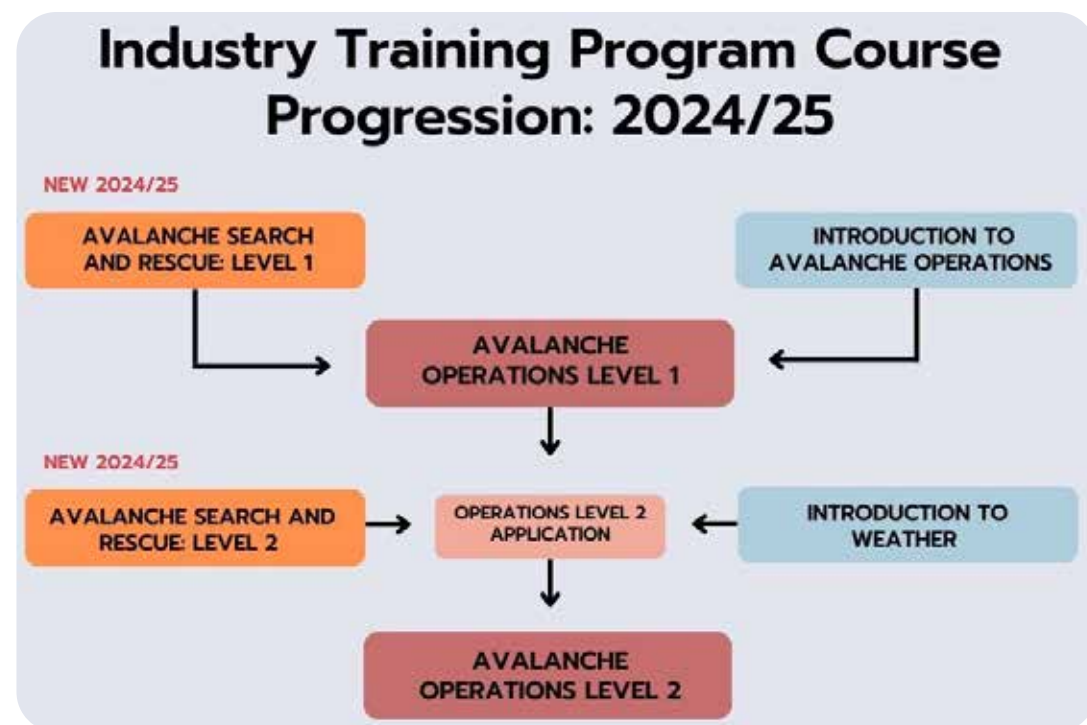 Industry Training Program Course
Progression: 2024/25
NEW 2024/25
AVALANCHE SEARCH
AND RESCUE: LEVEL 1
INTRODUCTION TO
AVALANCHE OPERATIONS
AVALANCHE
OPERATIONS LEVEL 1
NEW 2024/25
AVALANCHE SEARCH AND
RESCUE: LEVEL 2
OPERATIONS LEVEL 2
APPLICATION
INTRODUCTION TO
WEATHER
AVALANCHE
OPERATIONS LEVEL 2